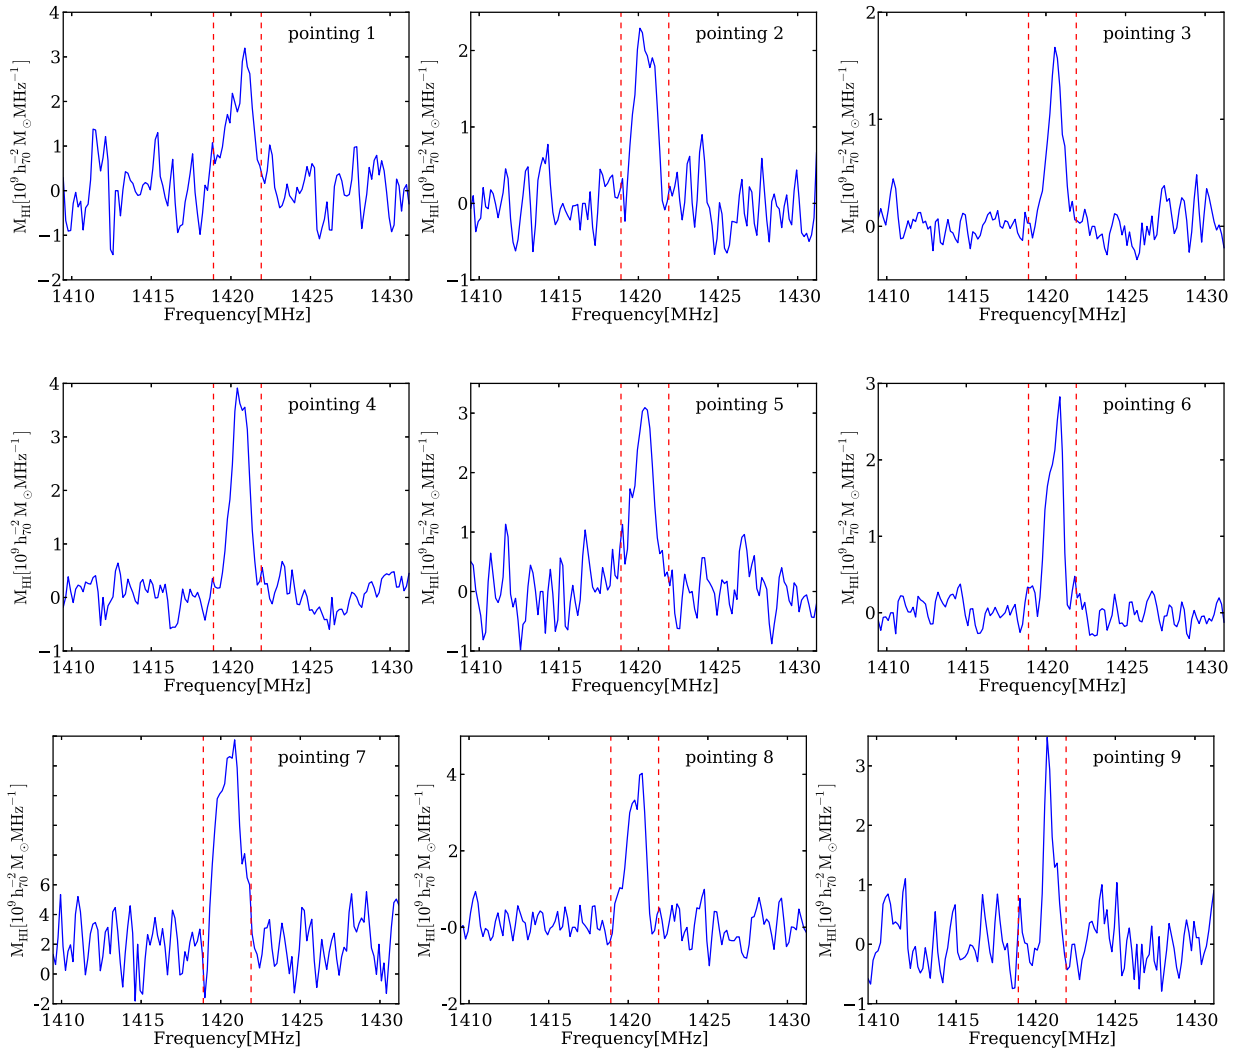 pointing 1
M_HI[10^9 h_70^-2 M_⊙MHz^-1]
4
3
2
1
0
−1
−2
1410 1415 1420 1425 1430
Frequency[MHz]
pointing 2
M_HI[10^9 h_70^-2 M_⊙MHz^-1]
2
1
0
−1
1410 1415 1420 1425 1430
Frequency[MHz]
pointing 3
M_HI[10^9 h_70^-2 M_⊙MHz^-1]
2
1
0
1410 1415 1420 1425 1430
Frequency[MHz]
pointing 4
M_HI[10^9 h_70^-2 M_⊙MHz^-1]
4
3
2
1
0
−1
1410 1415 1420 1425 1430
Frequency[MHz]
pointing 5
M_HI[10^9 h_70^-2 M_⊙MHz^-1]
3
2
1
0
−1
1410 1415 1420 1425 1430
Frequency[MHz]
pointing 6
M_HI[10^9 h_70^-2 M_⊙MHz^-1]
3
2
1
0
1410 1415 1420 1425 1430
Frequency[MHz]
pointing 7
M_HI[10^9 h_70^-2 M_⊙MHz^-1]
6
4
2
0
-2
1410 1415 1420 1425 1430
Frequency[MHz]
pointing 8
M_HI[10^9 h_70^-2 M_⊙MHz^-1]
4
2
-0
-2
1410 1415 1420 1425 1430
Frequency[MHz]
pointing 9
M_HI[10^9 h_70^-2 M_⊙MHz^-1]
3
2
1
0
−1
1410 1415 1420 1425 1430
Frequency[MHz]